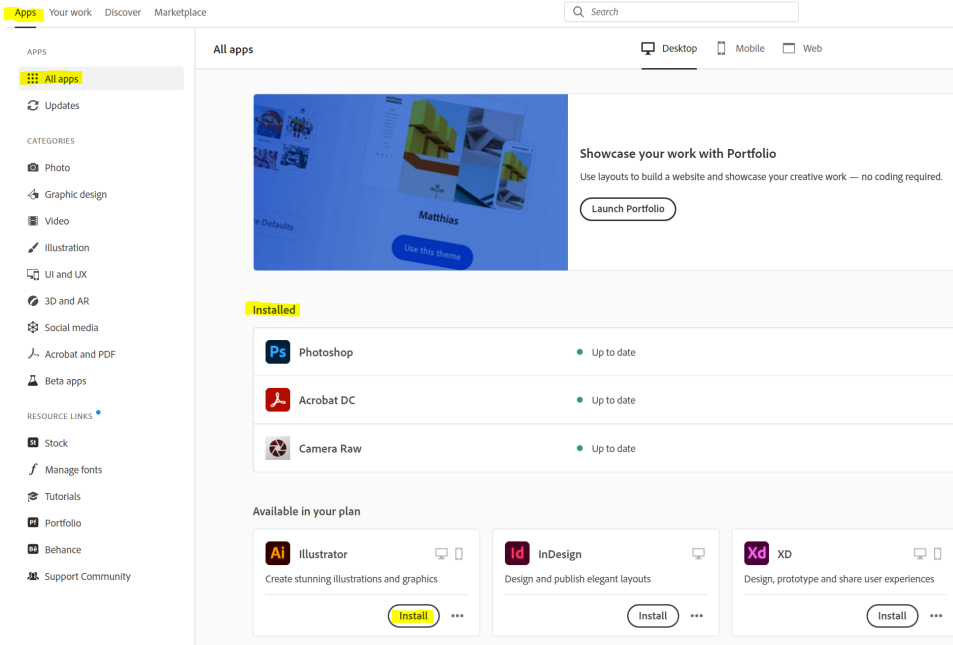 Apps Your work Discover Marketplace Search
APPS
All apps
Updates
CATEGORIES
Photo
Graphic design
Video
Illustration
UI and UX
3D and AR
Social media
Acrobat and PDF
Beta apps
RESOURCE LINKS
St Stock
Manage fonts
Tutorials
Pf Portfolio
Bē Behance
Support Community
All apps Desktop Mobile Web
re Defaults
Matthias
Use this theme
Showcase your work with Portfolio
Use layouts to build a website and showcase your creative work — no coding required.
Launch Portfolio
Installed
Ps Photoshop Up to date
Acrobat DC Up to date
Camera Raw Up to date
Available in your plan
Ai Illustrator
Create stunning illustrations and graphics
Install
Id InDesign
Design and publish elegant layouts
Install
Xd XD
Design, prototype and share user experiences
Install